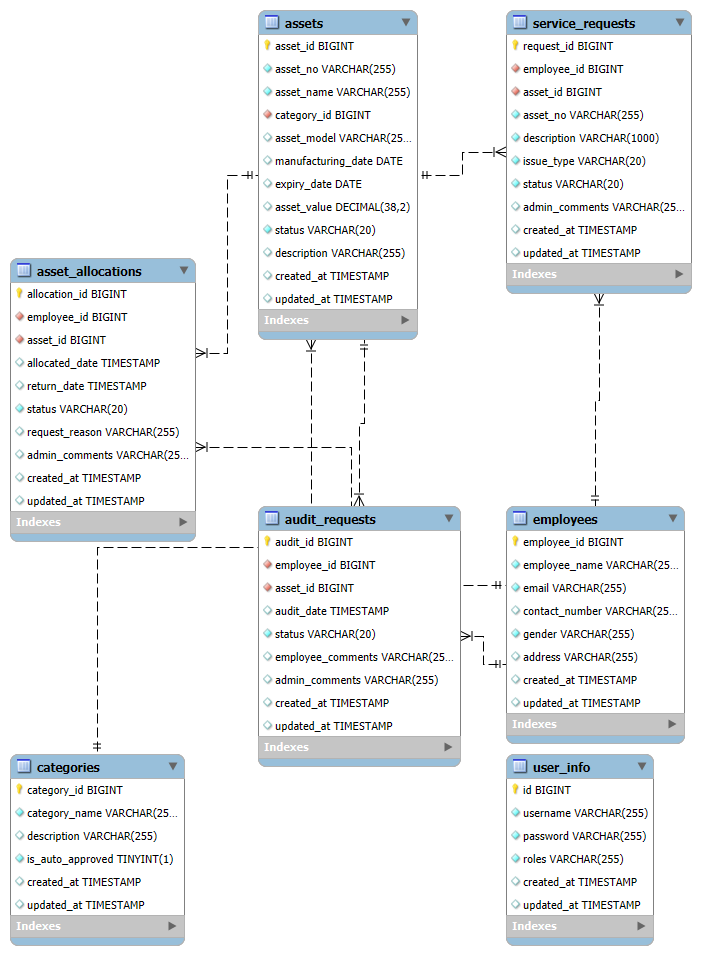 assets
asset_id BIGINT
asset_no VARCHAR(255)
asset_name VARCHAR(255)
category_id BIGINT
asset_model VARCHAR(25...
manufacturing_date DATE
expiry_date DATE
asset_value DECIMAL(38,2)
status VARCHAR(20)
description VARCHAR(255)
created_at TIMESTAMP
updated_at TIMESTAMP
Indexes
service_requests
request_id BIGINT
employee_id BIGINT
asset_id BIGINT
asset_no VARCHAR(255)
description VARCHAR(1000)
issue_type VARCHAR(20)
status VARCHAR(20)
admin_comments VARCHAR(25...
created_at TIMESTAMP
updated_at TIMESTAMP
Indexes
asset_allocations
allocation_id BIGINT
employee_id BIGINT
asset_id BIGINT
allocated_date TIMESTAMP
return_date TIMESTAMP
status VARCHAR(20)
request_reason VARCHAR(255)
admin_comments VARCHAR(25...
created_at TIMESTAMP
updated_at TIMESTAMP
Indexes
audit_requests
audit_id BIGINT
employee_id BIGINT
asset_id BIGINT
audit_date TIMESTAMP
status VARCHAR(20)
employee_comments VARCHAR(25...
admin_comments VARCHAR(255)
created_at TIMESTAMP
updated_at TIMESTAMP
Indexes
employees
employee_id BIGINT
employee_name VARCHAR(25...
email VARCHAR(255)
contact_number VARCHAR(25...
gender VARCHAR(255)
address VARCHAR(255)
created_at TIMESTAMP
updated_at TIMESTAMP
Indexes
categories
category_id BIGINT
category_name VARCHAR(25...
description VARCHAR(255)
is_auto_approved TINYINT(1)
created_at TIMESTAMP
updated_at TIMESTAMP
Indexes
user_info
id BIGINT
username VARCHAR(255)
password VARCHAR(255)
roles VARCHAR(255)
created_at TIMESTAMP
updated_at TIMESTAMP
Indexes